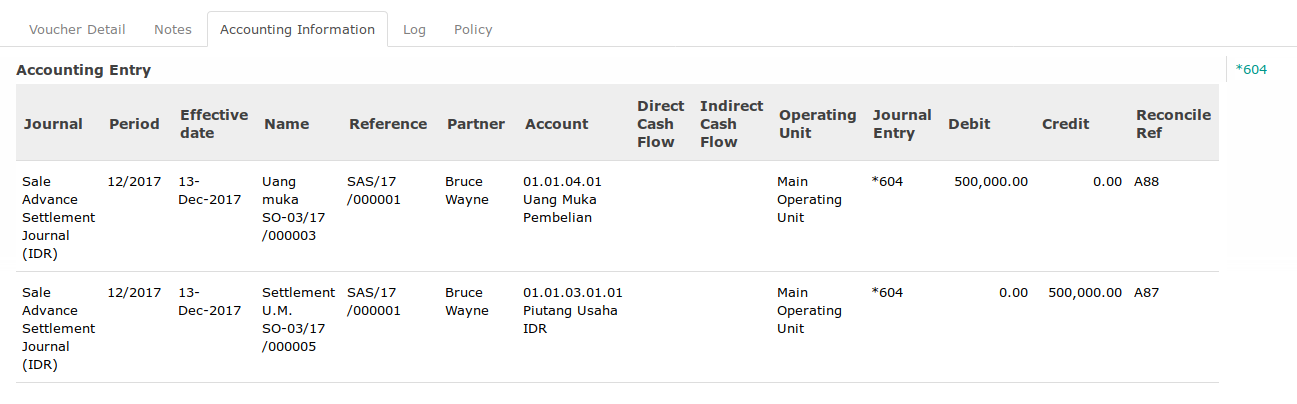 Voucher Detail Notes Accounting Information Log Policy
Accounting Entry *604
Journal Period Effective date Name Reference Partner Account Direct Cash Flow Indirect Cash Flow Operating Unit Journal Entry Debit Credit Reconcile Ref
Sale 12/2017 13- Uang SAS/17 Bruce 01.01.04.01 Main *604 500,000.00 0.00 A88
Advance Dec-2017 muka /000001 Wayne Uang Muka Operating
Settlement SO-03/17 Pembelian Unit
Journal /000003
(IDR)
Sale 12/2017 13- Settlement SAS/17 Bruce 01.01.03.01.01 Main *604 0.00 500,000.00 A87
Advance Dec-2017 U.M. /000001 Wayne Piutang Usaha Operating
Settlement SO-03/17 IDR Unit
Journal /000005
(IDR)